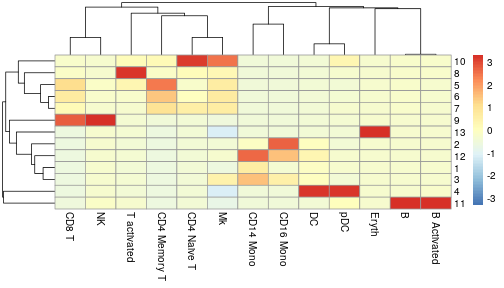 10
8
5
6
7
9
13
2
12
1
3
4
11
3
2
1
0
-1
-2
-3
CD8 T
NK
T activated
CD4 Memory T
CD4 Naive T
Mk
CD14 Mono
CD16 Mono
DC
pDC
Eryth
B
B Activated